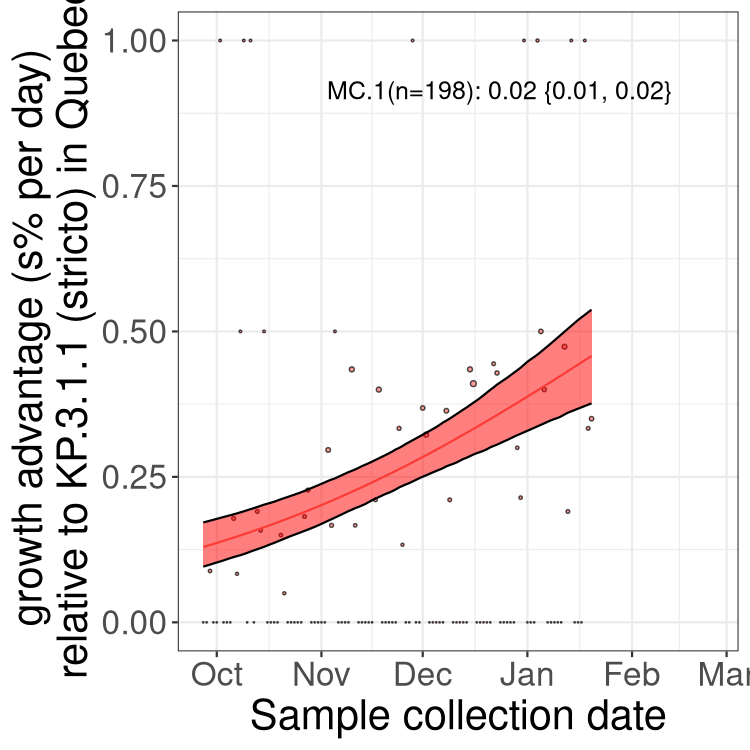 growth advantage (s% per day)
relative to KP.3.1.1 (stricto) in Quebec
1.00
0.75
0.50
0.25
0.00
MC.1(n=198): 0.02 {0.01, 0.02}
Oct Nov Dec Jan Feb Mar
Sample collection date